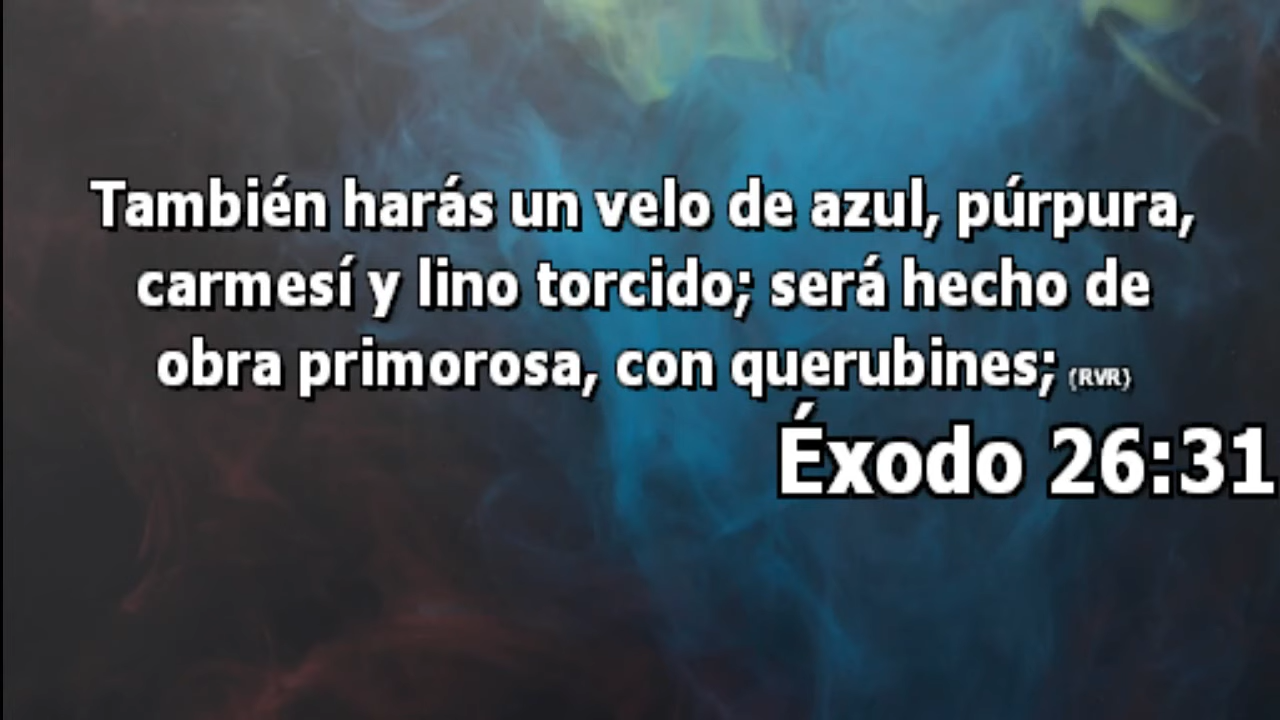 También harás un velo de azul, púrpura,
carmesí y lino torcido; será hecho de
obra primorosa, con querubines; (RVR)
Éxodo 26:31